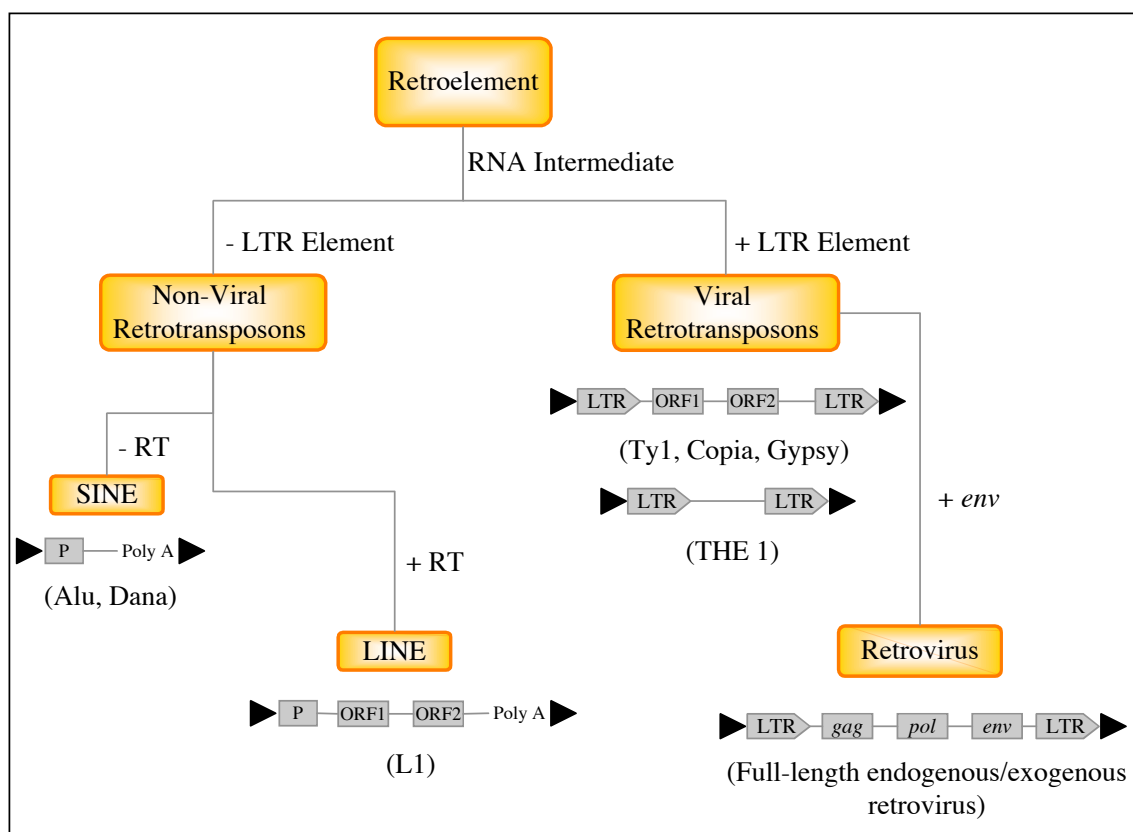 Retroelement
RNA Intermediate
- LTR Element
+ LTR Element
Non-Viral
Retrotransposons
Viral
Retrotransposons
LTR ORF1 ORF2 LTR
(Ty1, Copia, Gypsy)
- RT
SINE
LTR LTR
+ env
P Poly A
(THE 1)
+ RT
(Alu, Dana)
LINE
Retrovirus
P ORF1 ORF2 Poly A
LTR gag pol env LTR
(L1)
(Full-length endogenous/exogenous
retrovirus)